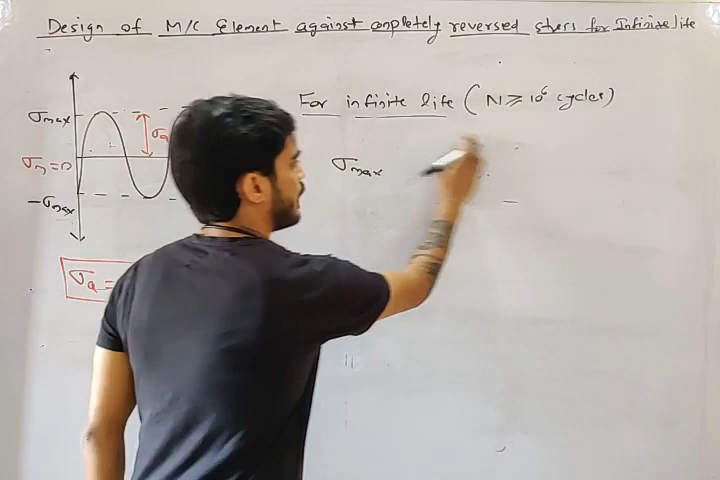 Design of M/C Element against completely reversed stress for Infinite life
For infinite life (N ≥ 10⁶ cycles)
σmax
σa
σm = 0
σmax
-σmax
σa =